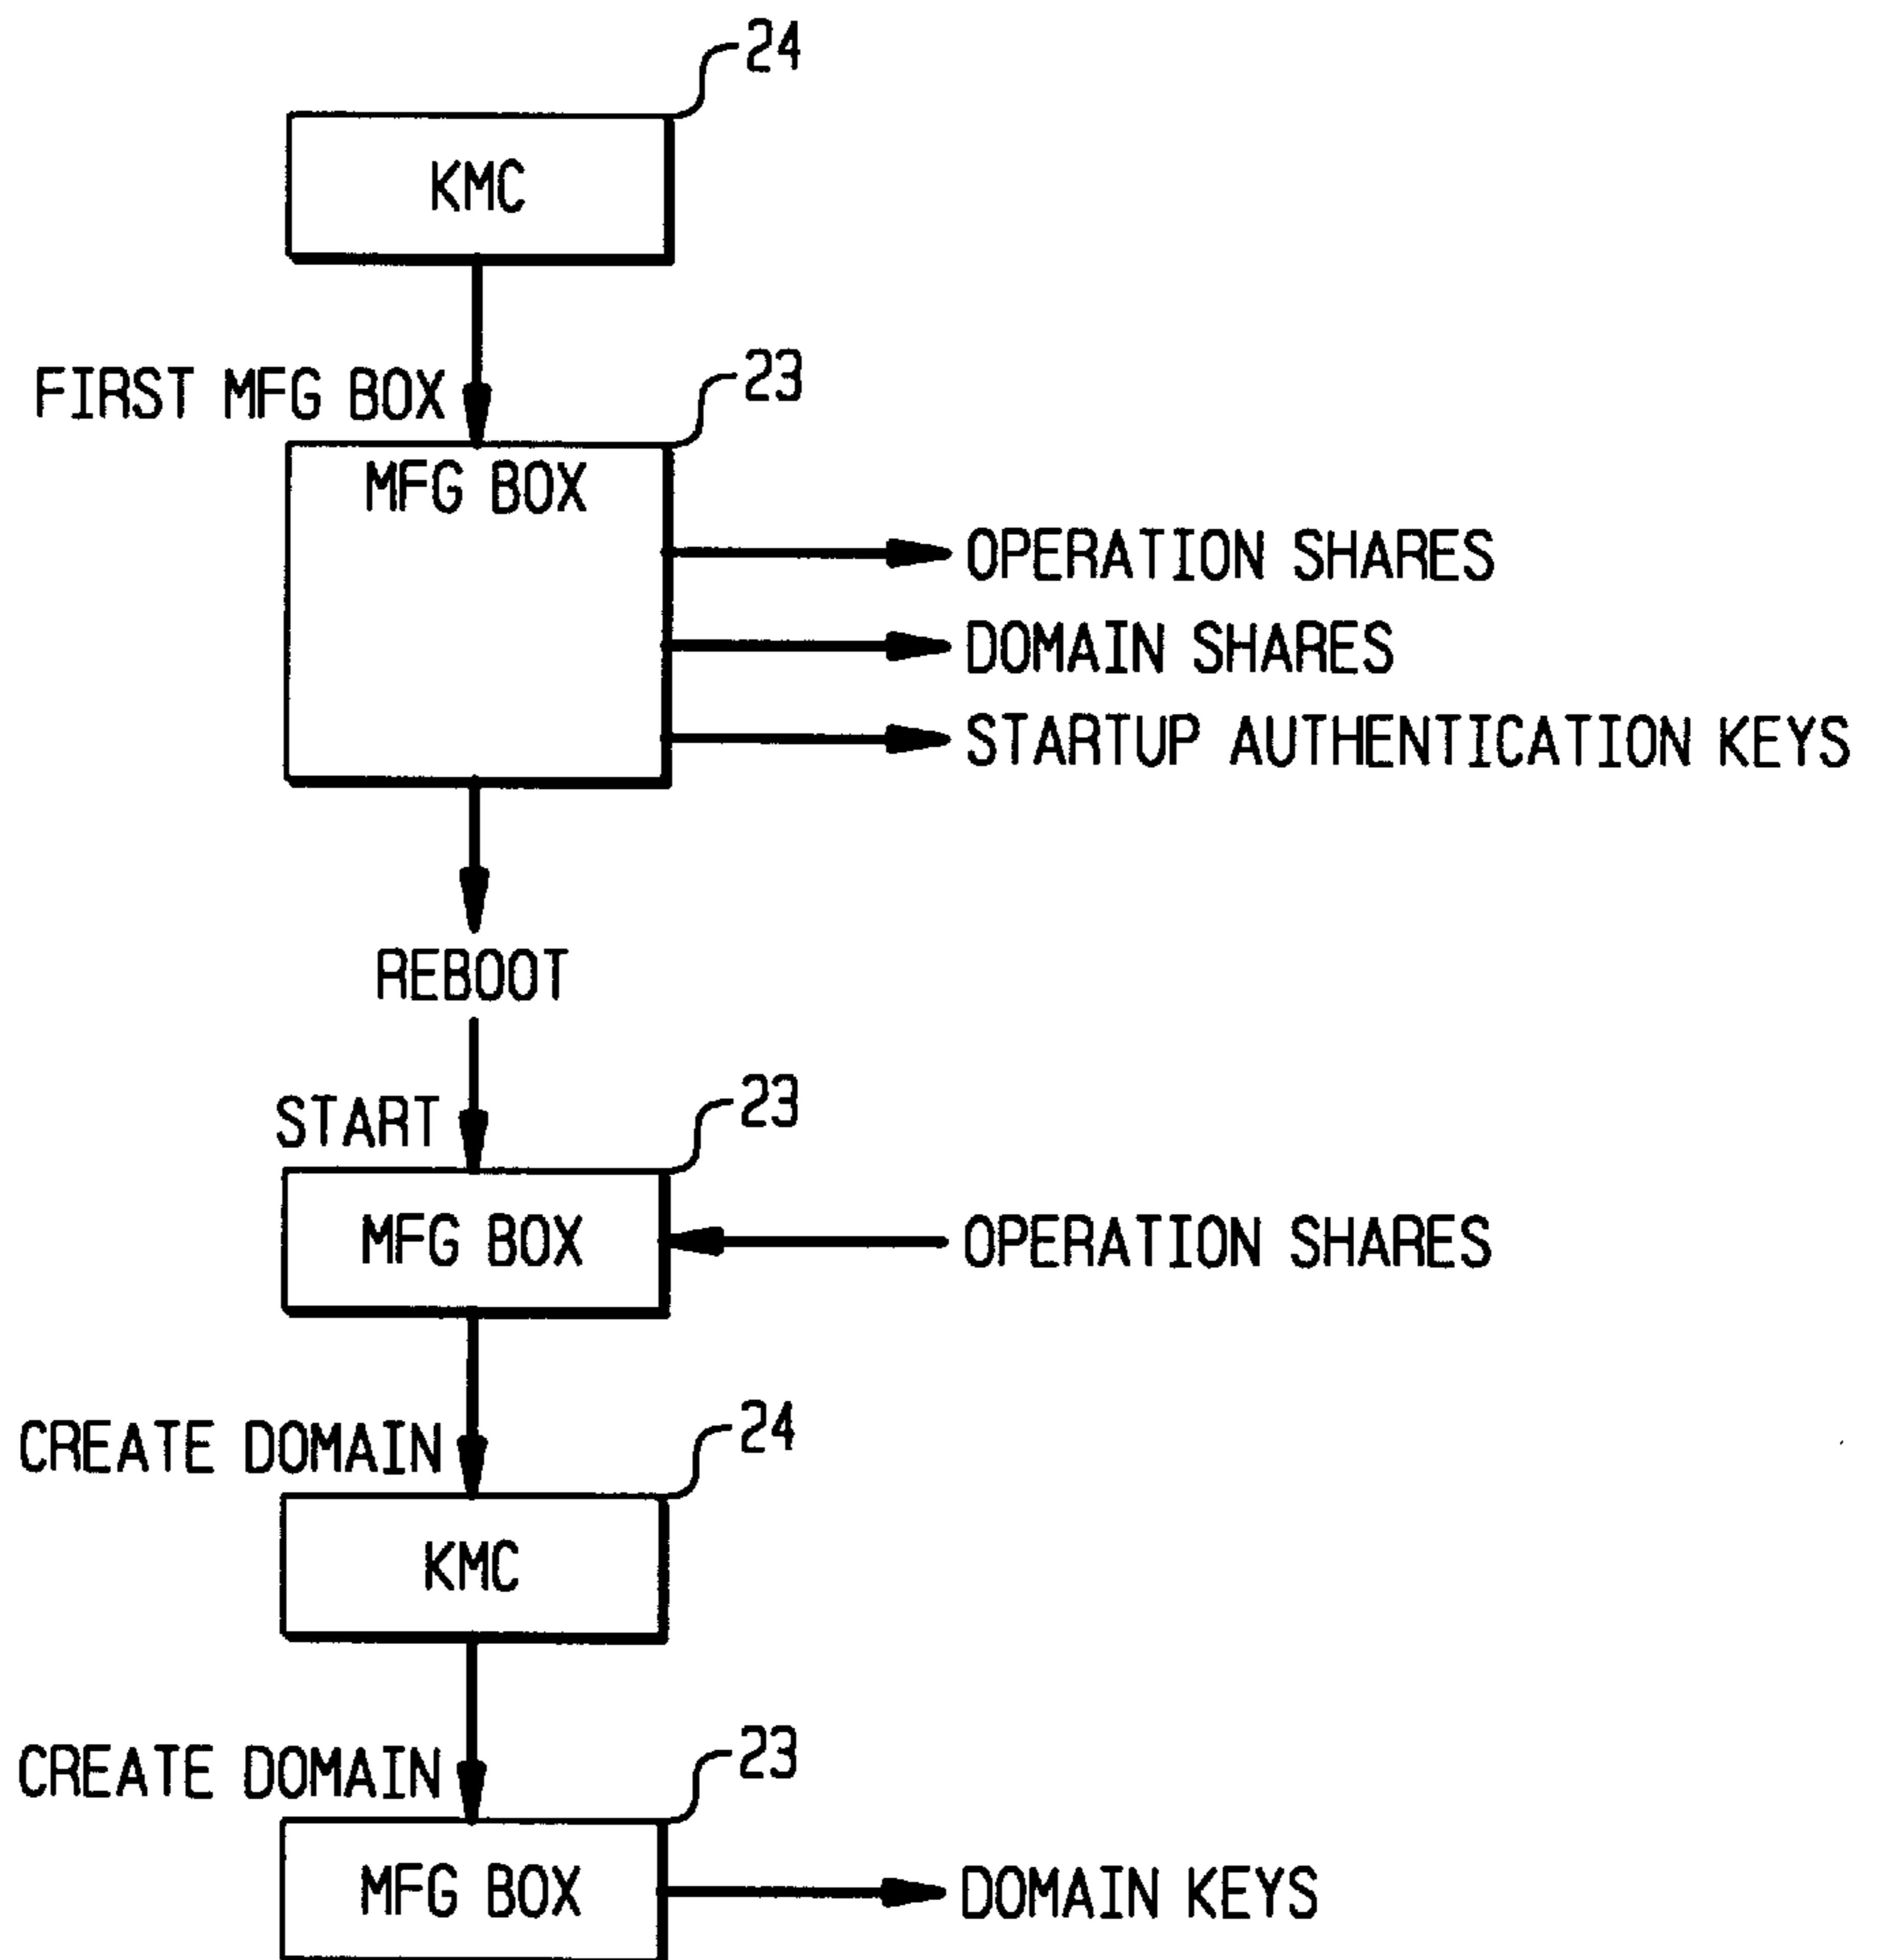 24
KMC
FIRST MFG BOX
23
MFG BOX
OPERATION SHARES
DOMAIN SHARES
STARTUP AUTHENTICATION KEYS
REBOOT
START
23
MFG BOX
OPERATION SHARES
CREATE DOMAIN
24
KMC
CREATE DOMAIN
23
MFG BOX
DOMAIN KEYS